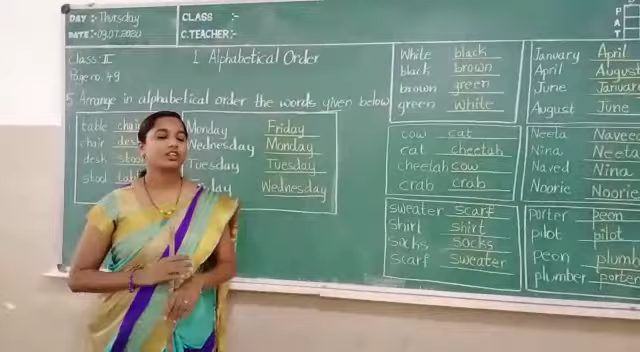 DAY :- Thursday
DATE:- 09.07.2020
CLASS :-
C.TEACHER:-
P
A
T
Class :- II
Page no. 49
1. Alphabetical Order
5. Arrange in alphabetical order the words given below
table chair
chair desk
desk stool
stool table
Monday Friday
Wednesday Monday
Tuesday Tuesday
Wednesday
White black
black brown
brown green
green white
January April
April August
June January
August June
cow cat
cat cheetah
cheetah cow
crab crab
Neeta Naveed
Nina Neeta
Naved Nina
Noorie Noorie
sweater scarf
shirt shirt
socks socks
scarf sweater
porter peon
pilot pilot
peon plumb
plumber porter